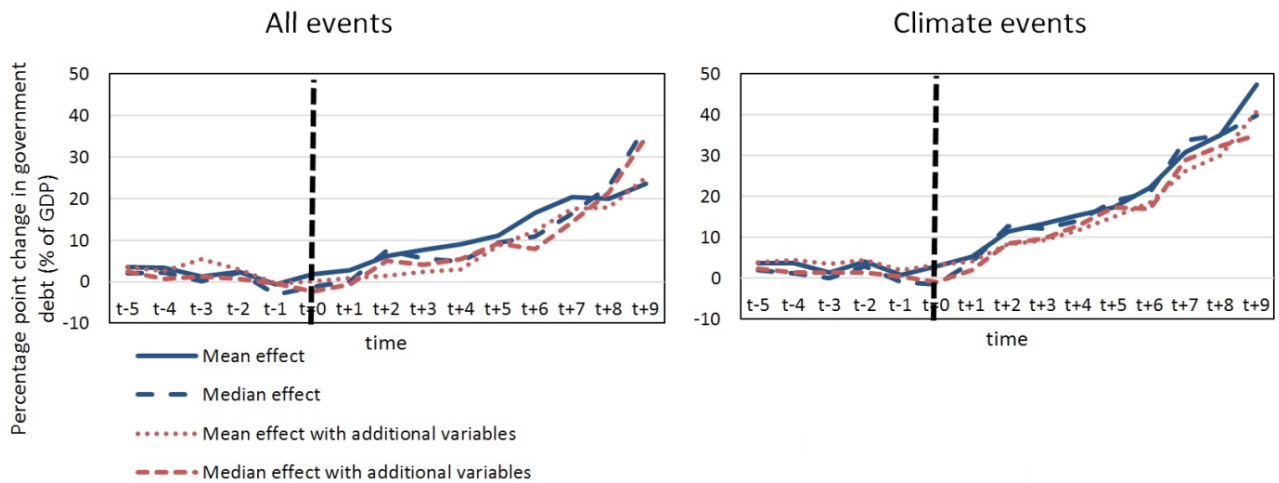 All events
Climate events
Percentage point change in government
debt (% of GDP)
50
40
30
20
10
0
-10
t-5 t-4 t-3 t-2 t-1 t=0 t+1 t+2 t+3 t+4 t+5 t+6 t+7 t+8 t+9
time
50
40
30
20
10
0
-10
t-5 t-4 t-3 t-2 t-1 t=0 t+1 t+2 t+3 t+4 t+5 t+6 t+7 t+8 t+9
time
Mean effect
Median effect
Mean effect with additional variables
Median effect with additional variables